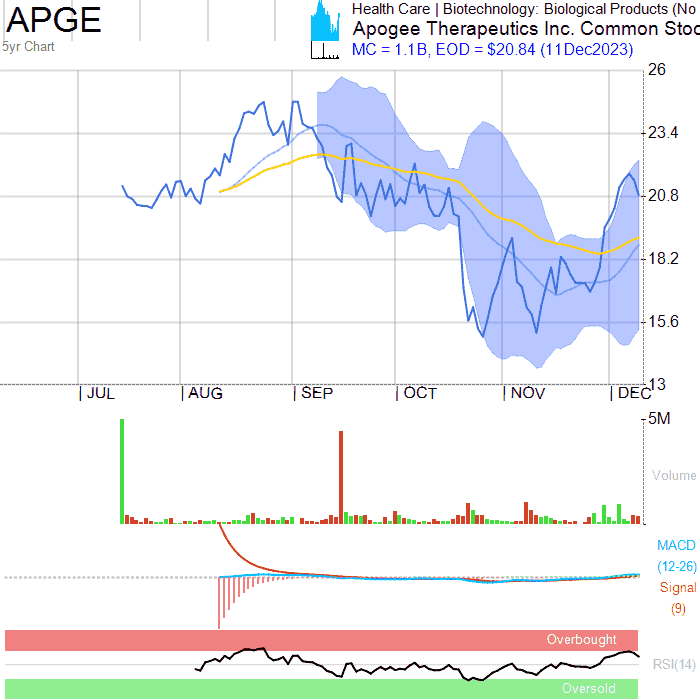 APGE
5yr Chart
Health Care | Biotechnology: Biological Products (No
Apogee Therapeutics Inc. Common Stoc
MC = 1.1B, EOD = $20.84 (11Dec2023)
26
23.4
20.8
18.2
15.6
13
| JUL | AUG | SEP | OCT | NOV | DEC
5M
Volume
MACD
(12-26)
Signal
(9)
Overbought
RSI(14)
Oversold